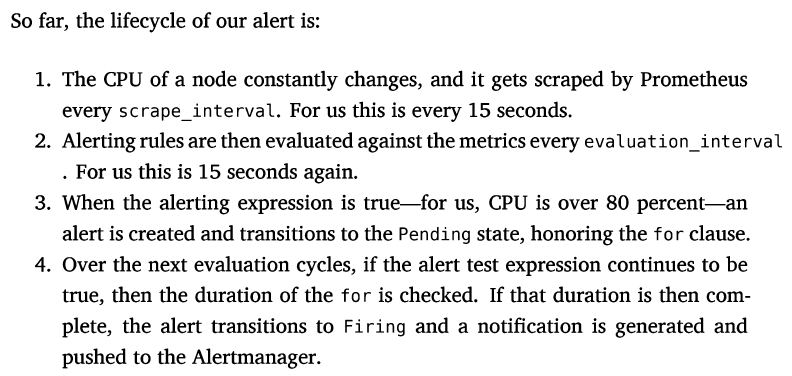 So far, the lifecycle of our alert is:
1. The CPU of a node constantly changes, and it gets scraped by Prometheus
every scrape_interval. For us this is every 15 seconds.
2. Alerting rules are then evaluated against the metrics every evaluation_interval
. For us this is 15 seconds again.
3. When the alerting expression is true—for us, CPU is over 80 percent—an
alert is created and transitions to the Pending state, honoring the for clause.
4. Over the next evaluation cycles, if the alert test expression continues to be
true, then the duration of the for is checked. If that duration is then com-
plete, the alert transitions to Firing and a notification is generated and
pushed to the Alertmanager.